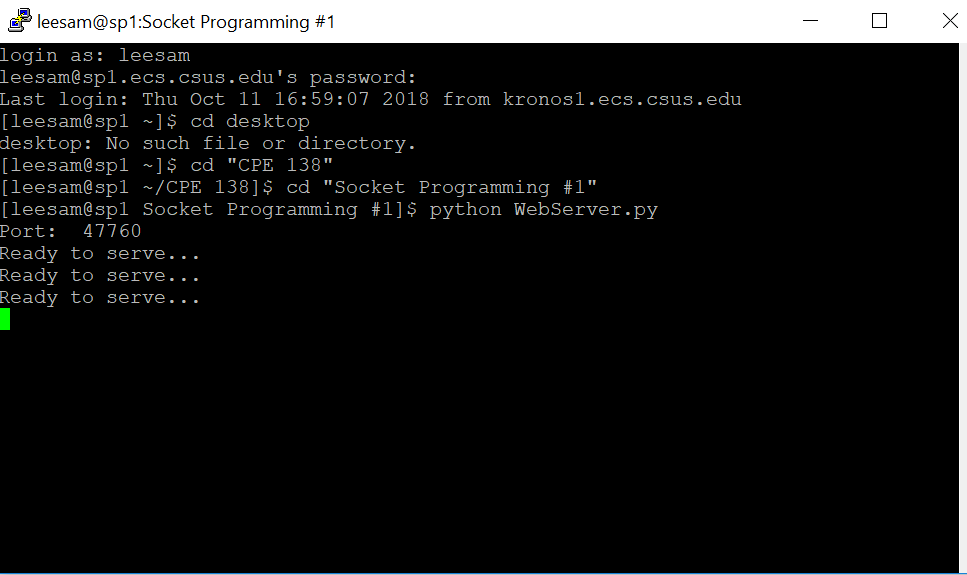 leesam@sp1:Socket Programming #1
login as: leesam
leesam@sp1.ecs.csus.edu's password:
Last login: Thu Oct 11 16:59:07 2018 from kronos1.ecs.csus.edu
[leesam@sp1 ~]$ cd desktop
desktop: No such file or directory.
[leesam@sp1 ~]$ cd "CPE 138"
[leesam@sp1 ~/CPE 138]$ cd "Socket Programming #1"
[leesam@sp1 Socket Programming #1]$ python WebServer.py
Port:  47760
Ready to serve...
Ready to serve...
Ready to serve...